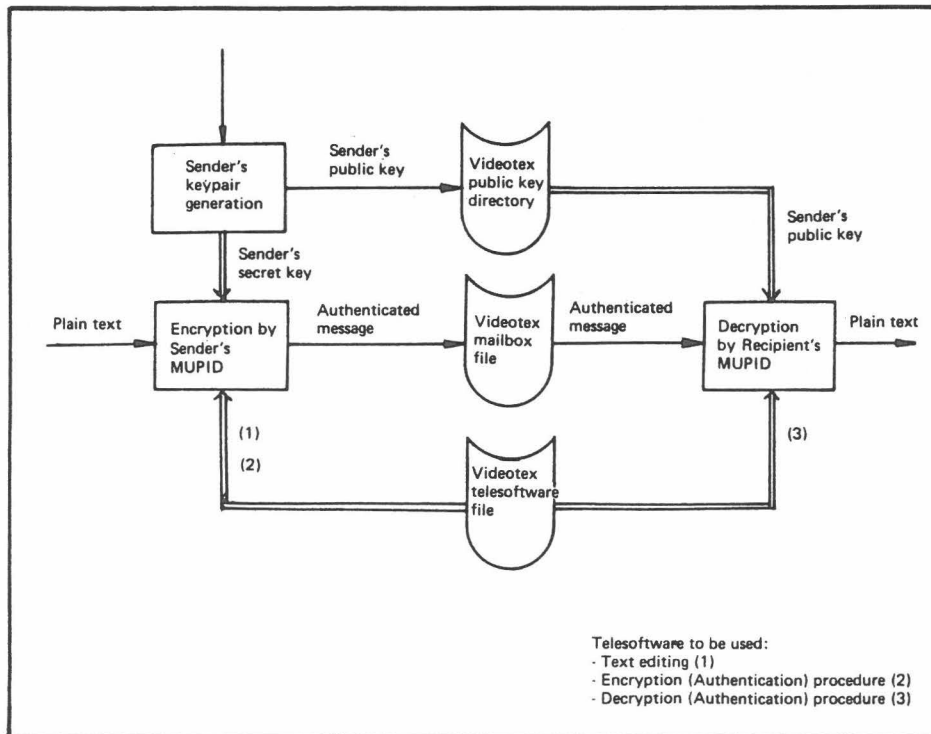 Sender's
keypair
generation
Sender's
public key
Videotex
public key
directory
Sender's
public key
Sender's
secret key
Plain text
Encryption by
Sender's
MUPID
Authenticated
message
Videotex
mailbox
file
Authenticated
message
Decryption
by Recipient's
MUPID
Plain text
(1)
(2)
Videotex
telesoftware
file
(3)
Telesoftware to be used:
- Text editing (1)
- Encryption (Authentication) procedure (2)
- Decryption (Authentication) procedure (3)